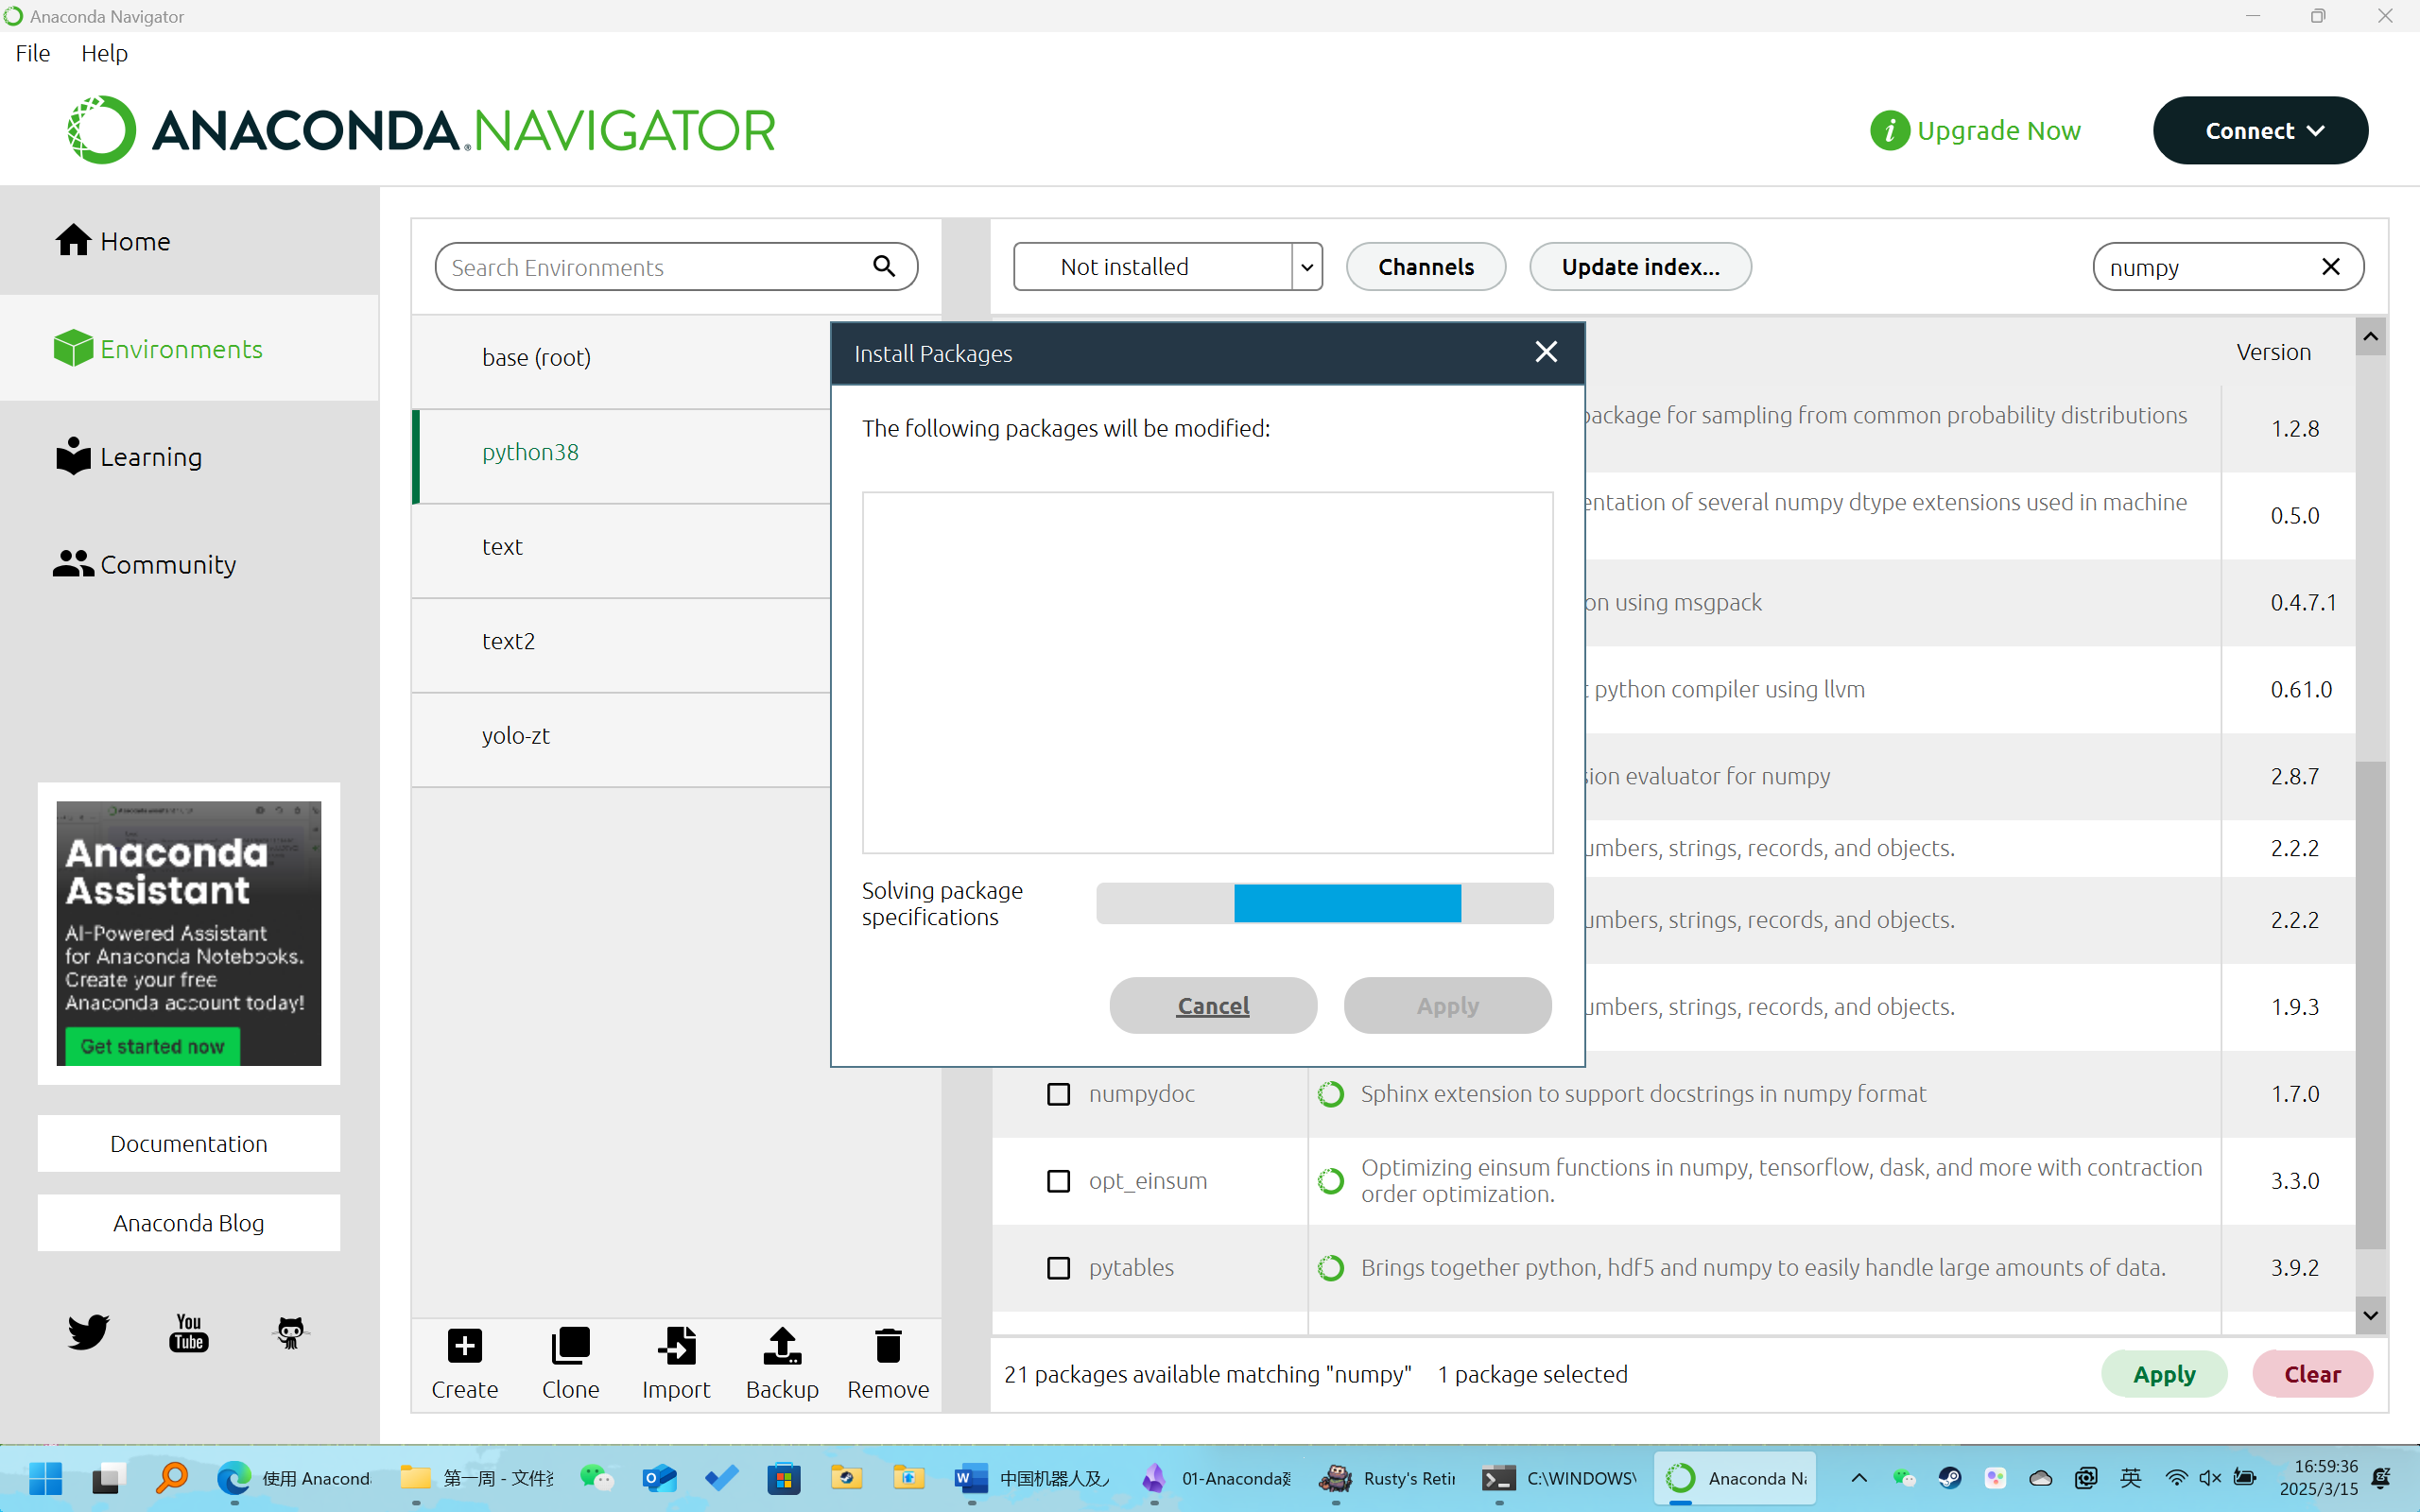 Anaconda Navigator
File Help
ANACONDA.NAVIGATOR
Upgrade Now
Connect
Home
Environments
Learning
Community
Anaconda
Assistant
AI-Powered Assistant
for Anaconda Notebooks.
Create your free
Anaconda account today!
Get started now
Documentation
Anaconda Blog
You
Tube
Search Environments
base (root)
python38
text
text2
yolo-zt
Create
Clone
Import
Backup
Remove
Not installed
Channels
Update index...
numpy
Version
package for sampling from common probability distributions
1.2.8
entation of several numpy dtype extensions used in machine
0.5.0
on using msgpack
0.4.7.1
python compiler using llvm
0.61.0
sion evaluator for numpy
2.8.7
umbers, strings, records, and objects.
2.2.2
umbers, strings, records, and objects.
2.2.2
umbers, strings, records, and objects.
1.9.3
numpydoc
Sphinx extension to support docstrings in numpy format
1.7.0
opt_einsum
Optimizing einsum functions in numpy, tensorflow, dask, and more with contraction
order optimization.
3.3.0
pytables
Brings together python, hdf5 and numpy to easily handle large amounts of data.
3.9.2
21 packages available matching "numpy" 1 package selected
Apply
Clear
Install Packages
The following packages will be modified:
Solving package
specifications
Cancel
Apply
使用 Anacond
第一周 - 文件
中国机器人及
01-Anaconda
Rusty's Reti
C:\WINDOWS\
Anaconda Na
英
16:59:36
2025/3/15